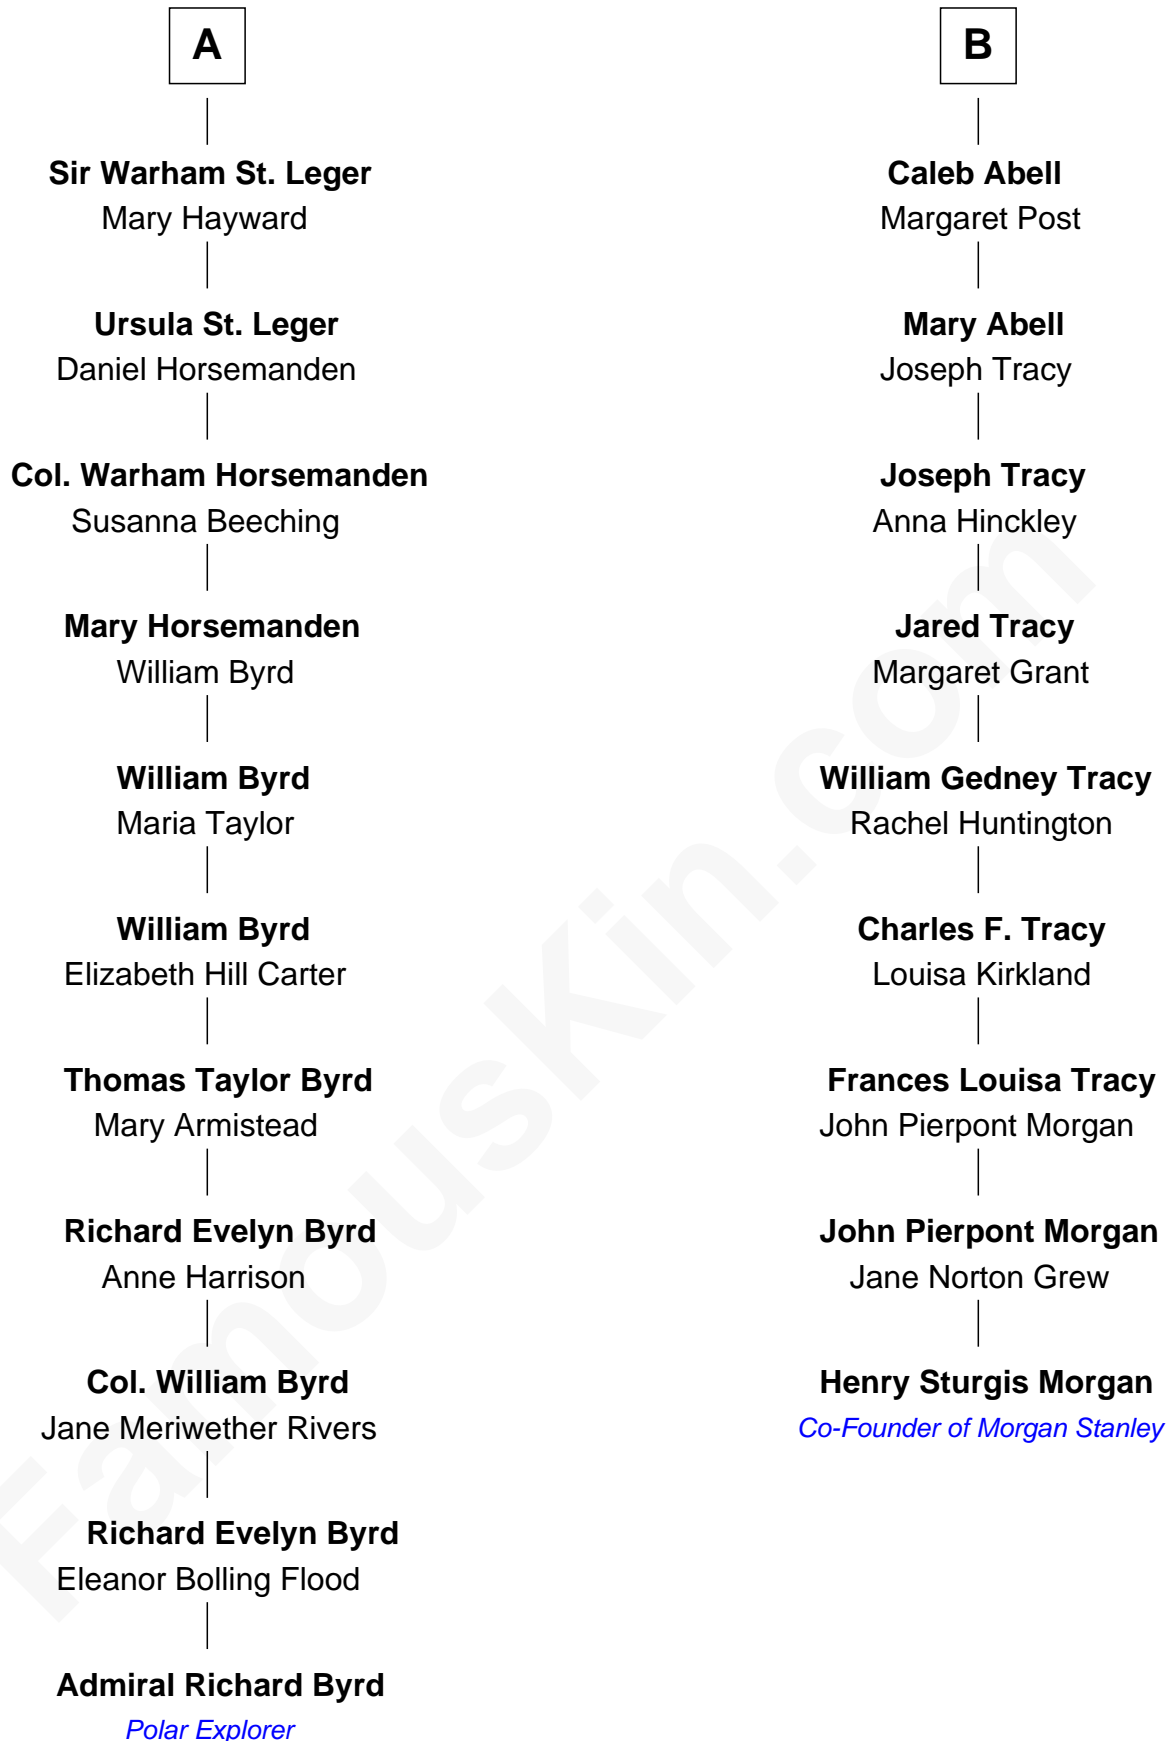 A
Sir Warham St. Leger
Mary Hayward
Ursula St. Leger
Daniel Horsemanden
Col. Warham Horsemanden
Susanna Beeching
Mary Horsemanden
William Byrd
William Byrd
Maria Taylor
William Byrd
Elizabeth Hill Carter
Thomas Taylor Byrd
Mary Armistead
Richard Evelyn Byrd
Anne Harrison
Col. William Byrd
Jane Meriwether Rivers
Richard Evelyn Byrd
Eleanor Bolling Flood
Admiral Richard Byrd
Polar Explorer
B
Caleb Abell
Margaret Post
Mary Abell
Joseph Tracy
Joseph Tracy
Anna Hinckley
Jared Tracy
Margaret Grant
William Gedney Tracy
Rachel Huntington
Charles F. Tracy
Louisa Kirkland
Frances Louisa Tracy
John Pierpont Morgan
John Pierpont Morgan
Jane Norton Grew
Henry Sturgis Morgan
Co-Founder of Morgan Stanley
FamousKin.com